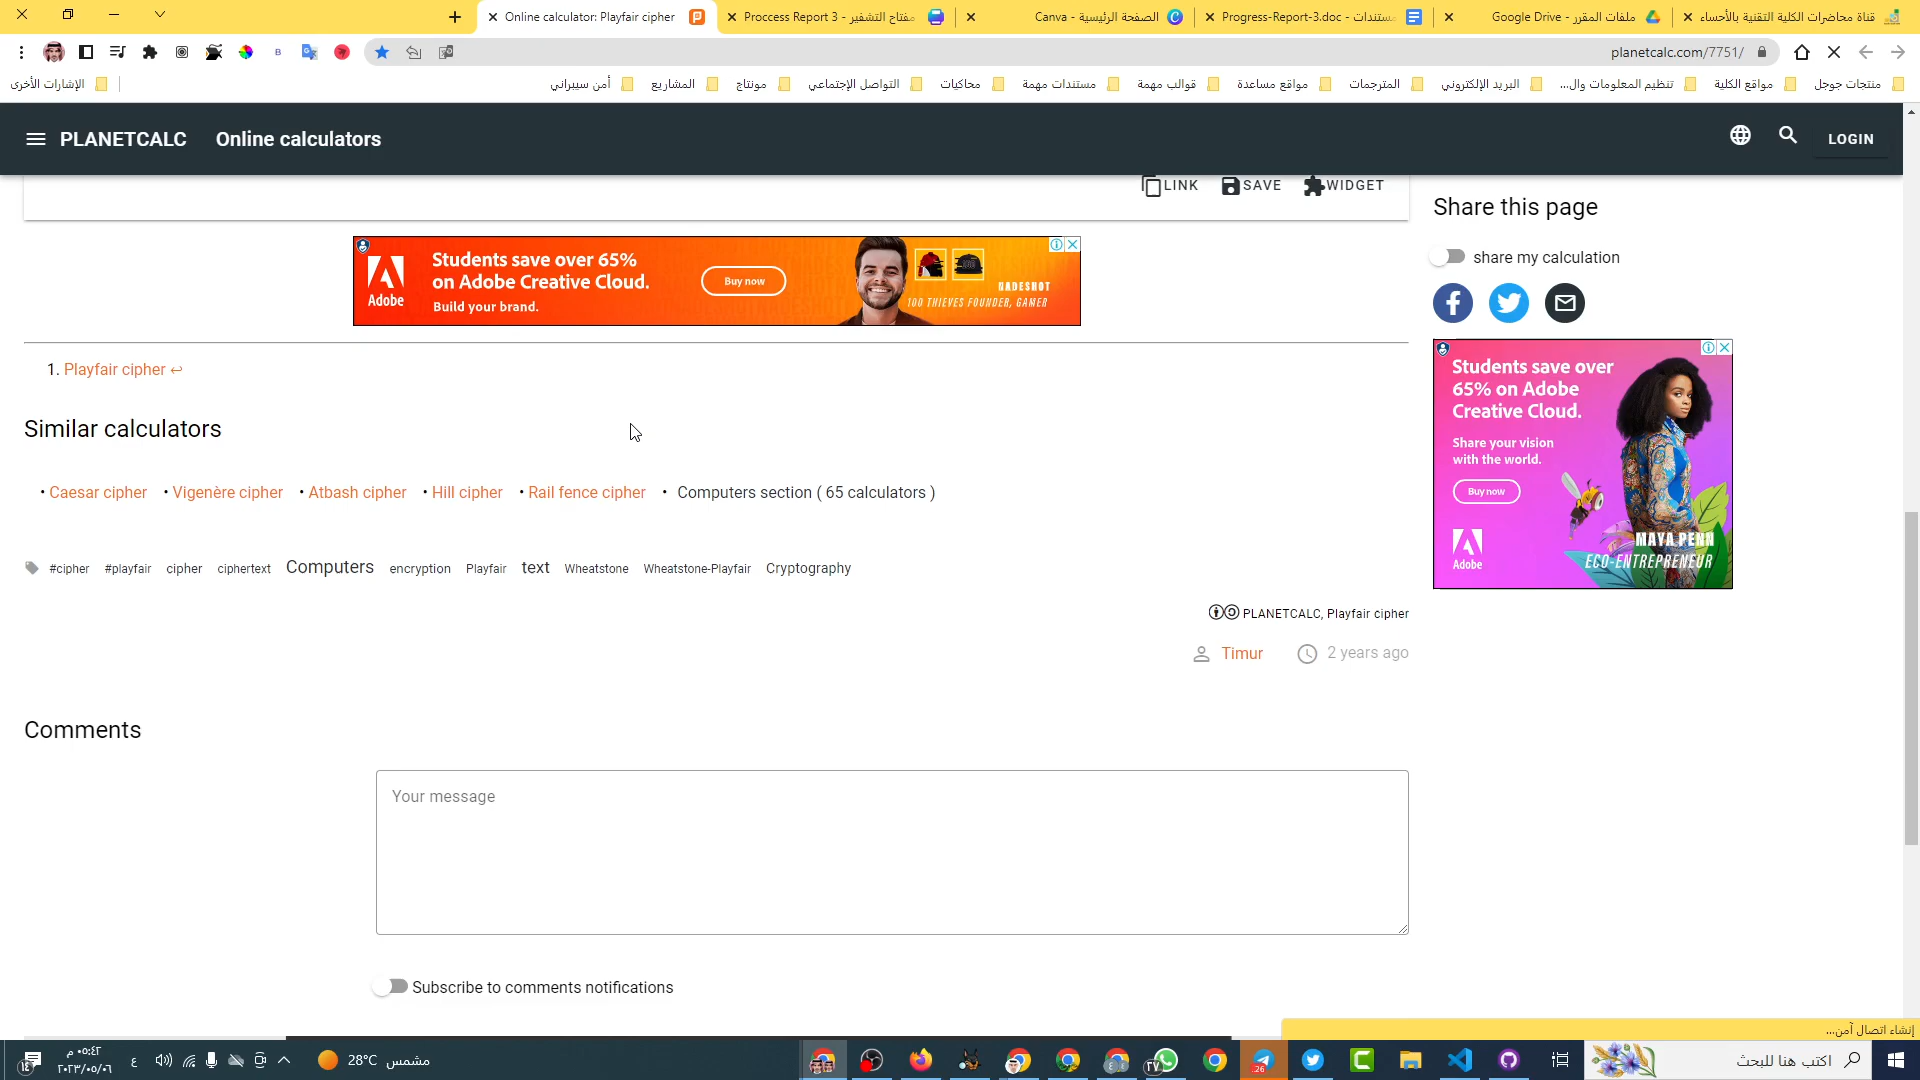 Online calculator: Playfair cipher
Proccess Report 3 - مفتاح التشفير
الصفحة الرئيسية - Canva
Progress-Report-3.doc - مستندات
ملفات المقرر - Google Drive
قناة محاضرات الكلية التقنية بالأحساء
planetcalc.com/7751/
منتجات جوجل
مواقع الكلية
تنظيم المعلومات وال...
البريد الإلكتروني
المترجمات
مواقع مساعدة
قوالب مهمة
مستندات مهمة
محاكيات
التواصل الإجتماعي
مونتاج
المشاريع
أمن سيبراني
الإشارات الأخرى
PLANETCALC
Online calculators
LOGIN
LINK
SAVE
WIDGET
Share this page
share my calculation
Adobe
Students save over 65%
on Adobe Creative Cloud.
Build your brand.
Buy now
NADESHOT
100 THIEVES FOUNDER, GAMER
1. Playfair cipher ↩
Similar calculators
• Caesar cipher • Vigenère cipher • Atbash cipher • Hill cipher • Rail fence cipher • Computers section ( 65 calculators )
#cipher #playfair cipher ciphertext Computers encryption Playfair text Wheatstone Wheatstone-Playfair Cryptography
PLANETCALC, Playfair cipher
Timur
2 years ago
Students save over
65% on Adobe
Creative Cloud.
Share your vision
with the world.
Buy now
Adobe
MAYA PENN
ECO-ENTREPRENEUR
Comments
Your message
Subscribe to comments notifications
إنشاء اتصال آمن...
٠٥:٤٢ م
٢٠٢٣/٠٥/٠٦
ع
28°C
مشمس
TV
26
اكتب هنا للبحث